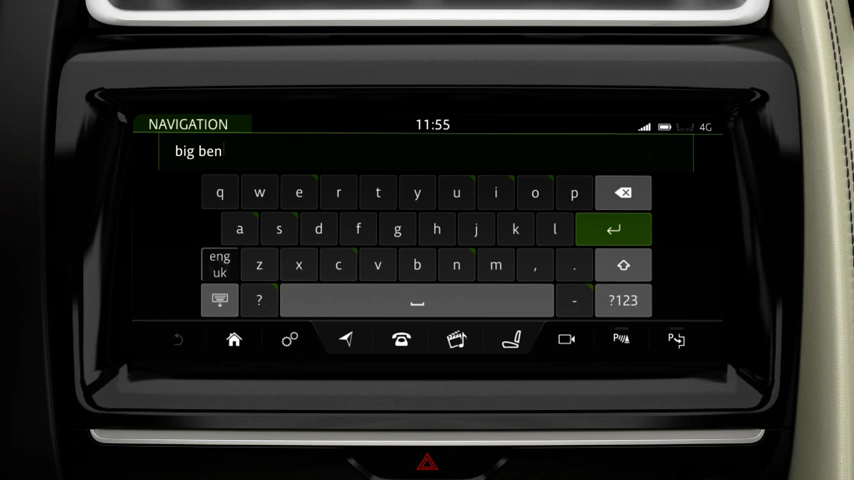 NAVIGATION 11:55 4G
big ben
q w e r t y u i o p
a s d f g h j k l
eng uk z x c v b n m , .
? - ?123
P P